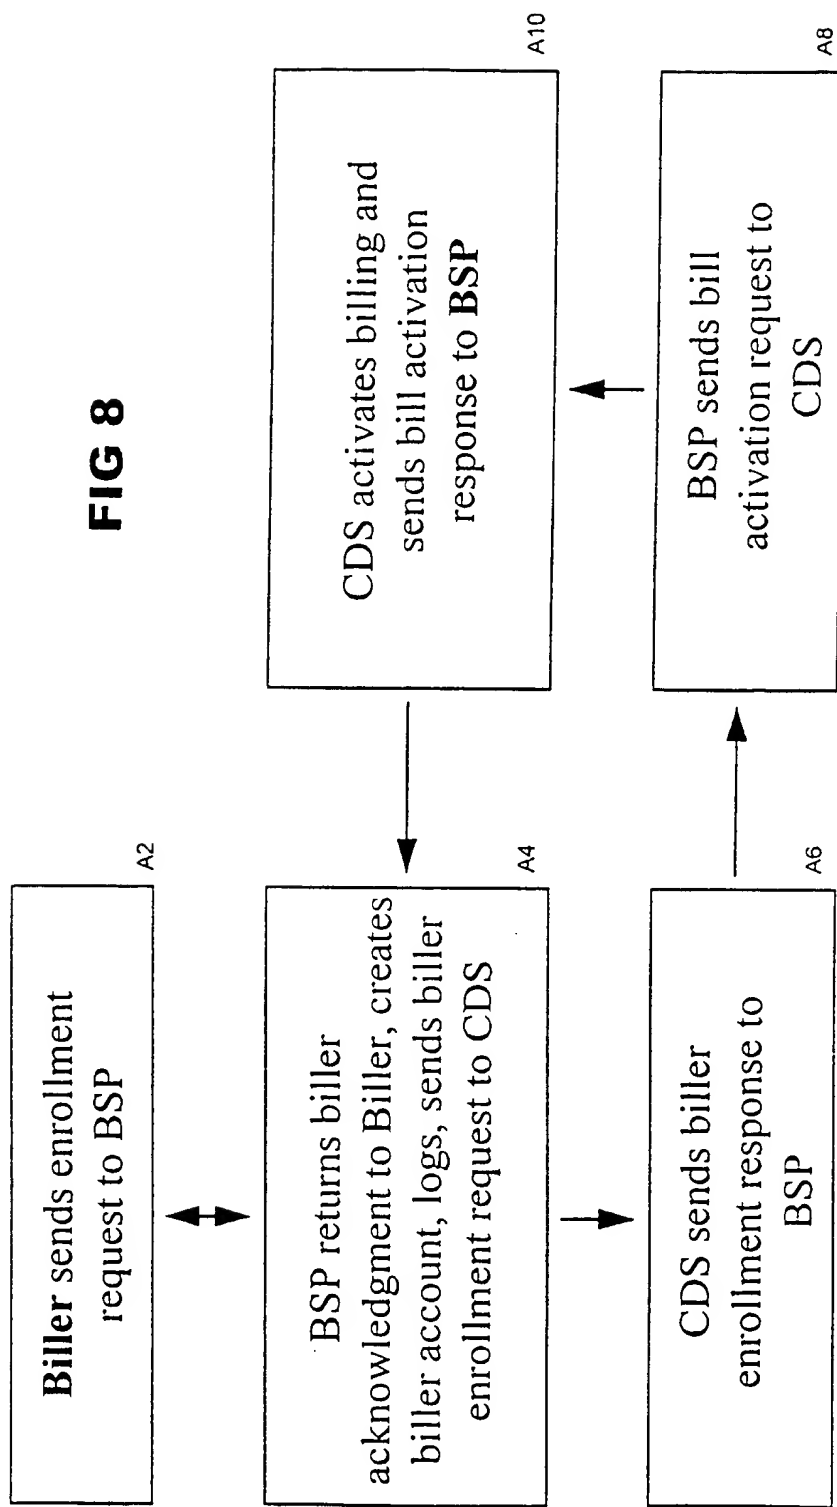 FIG 8
Biller sends enrollment
request to BSP
A2
BSP returns biller
acknowledgment to Biller, creates
biller account, logs, sends biller
enrollment request to CDS
A4
CDS sends biller
enrollment response to
BSP
A6
BSP sends bill
activation request to
CDS
A8
CDS activates billing and
sends bill activation
response to BSP
A10